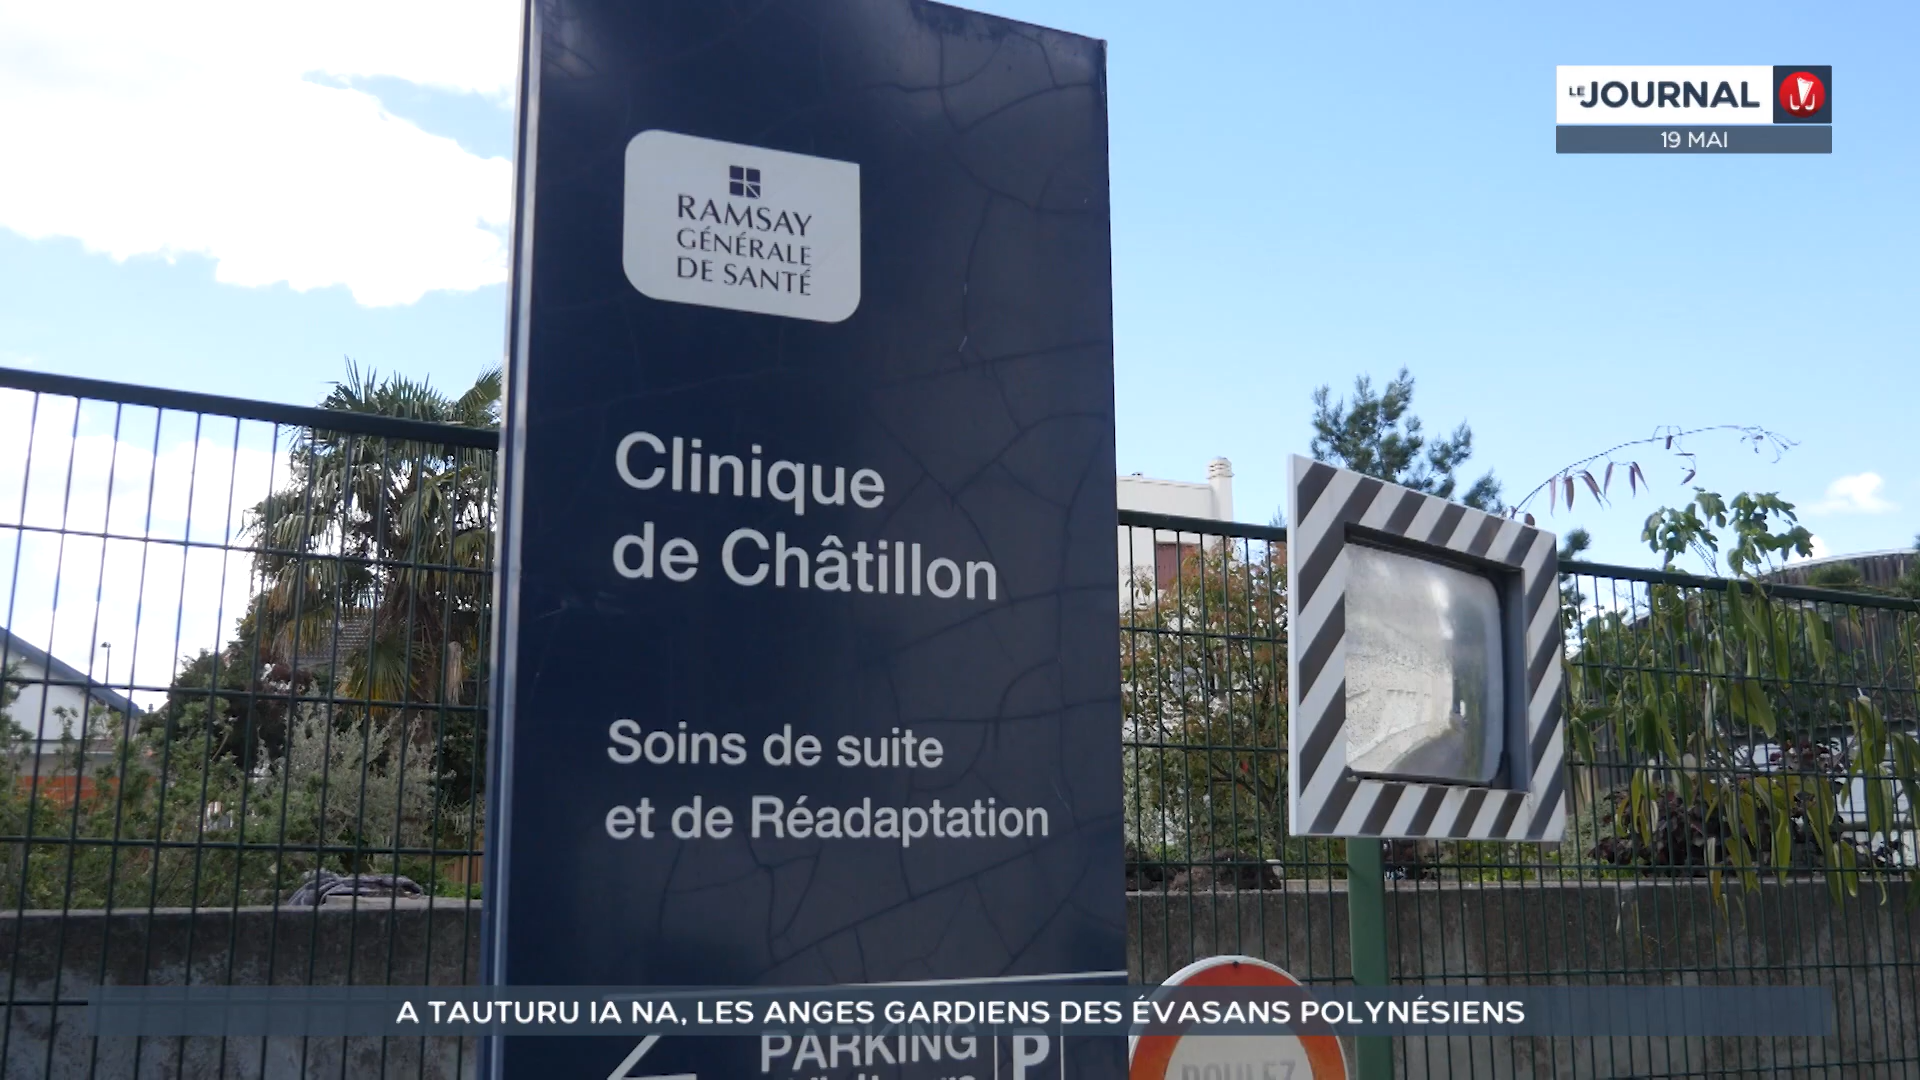 LE JOURNAL
19 MAI
RAMSAY
GÉNÉRALE
DE SANTÉ
Clinique
de Châtillon
Soins de suite
et de Réadaptation
A TAUTURU IA NA, LES ANGES GARDIENS DES ÉVASANS POLYNÉSIENS
PARKING P
ROULEZ